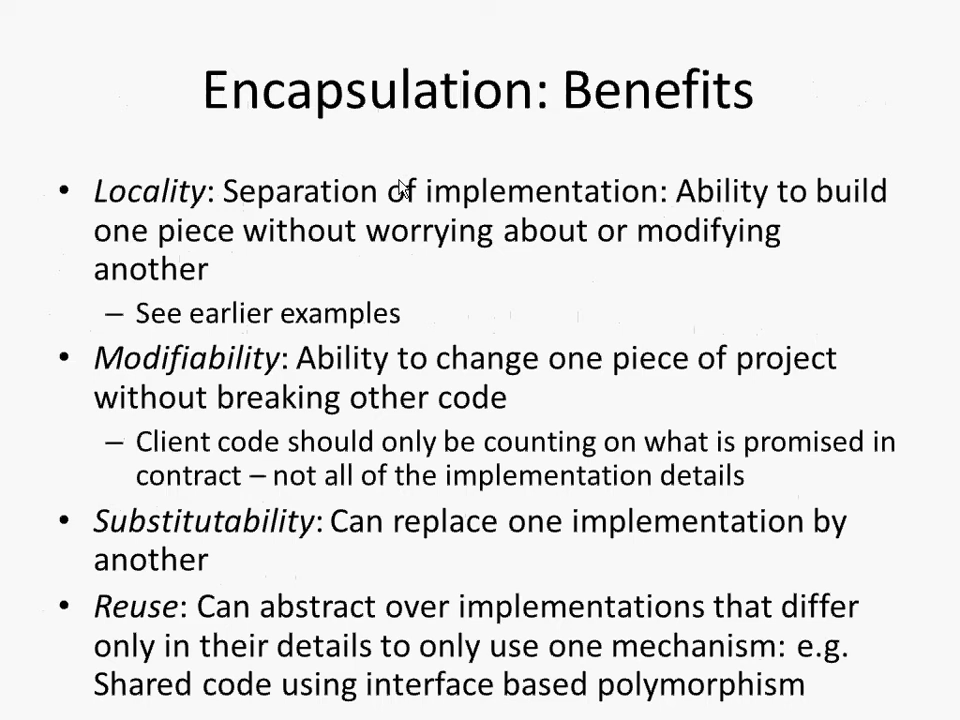 Encapsulation: Benefits
• Locality: Separation of implementation: Ability to build
one piece without worrying about or modifying
another
– See earlier examples
• Modifiability: Ability to change one piece of project
without breaking other code
– Client code should only be counting on what is promised in
contract – not all of the implementation details
• Substitutability: Can replace one implementation by
another
• Reuse: Can abstract over implementations that differ
only in their details to only use one mechanism: e.g.
Shared code using interface based polymorphism